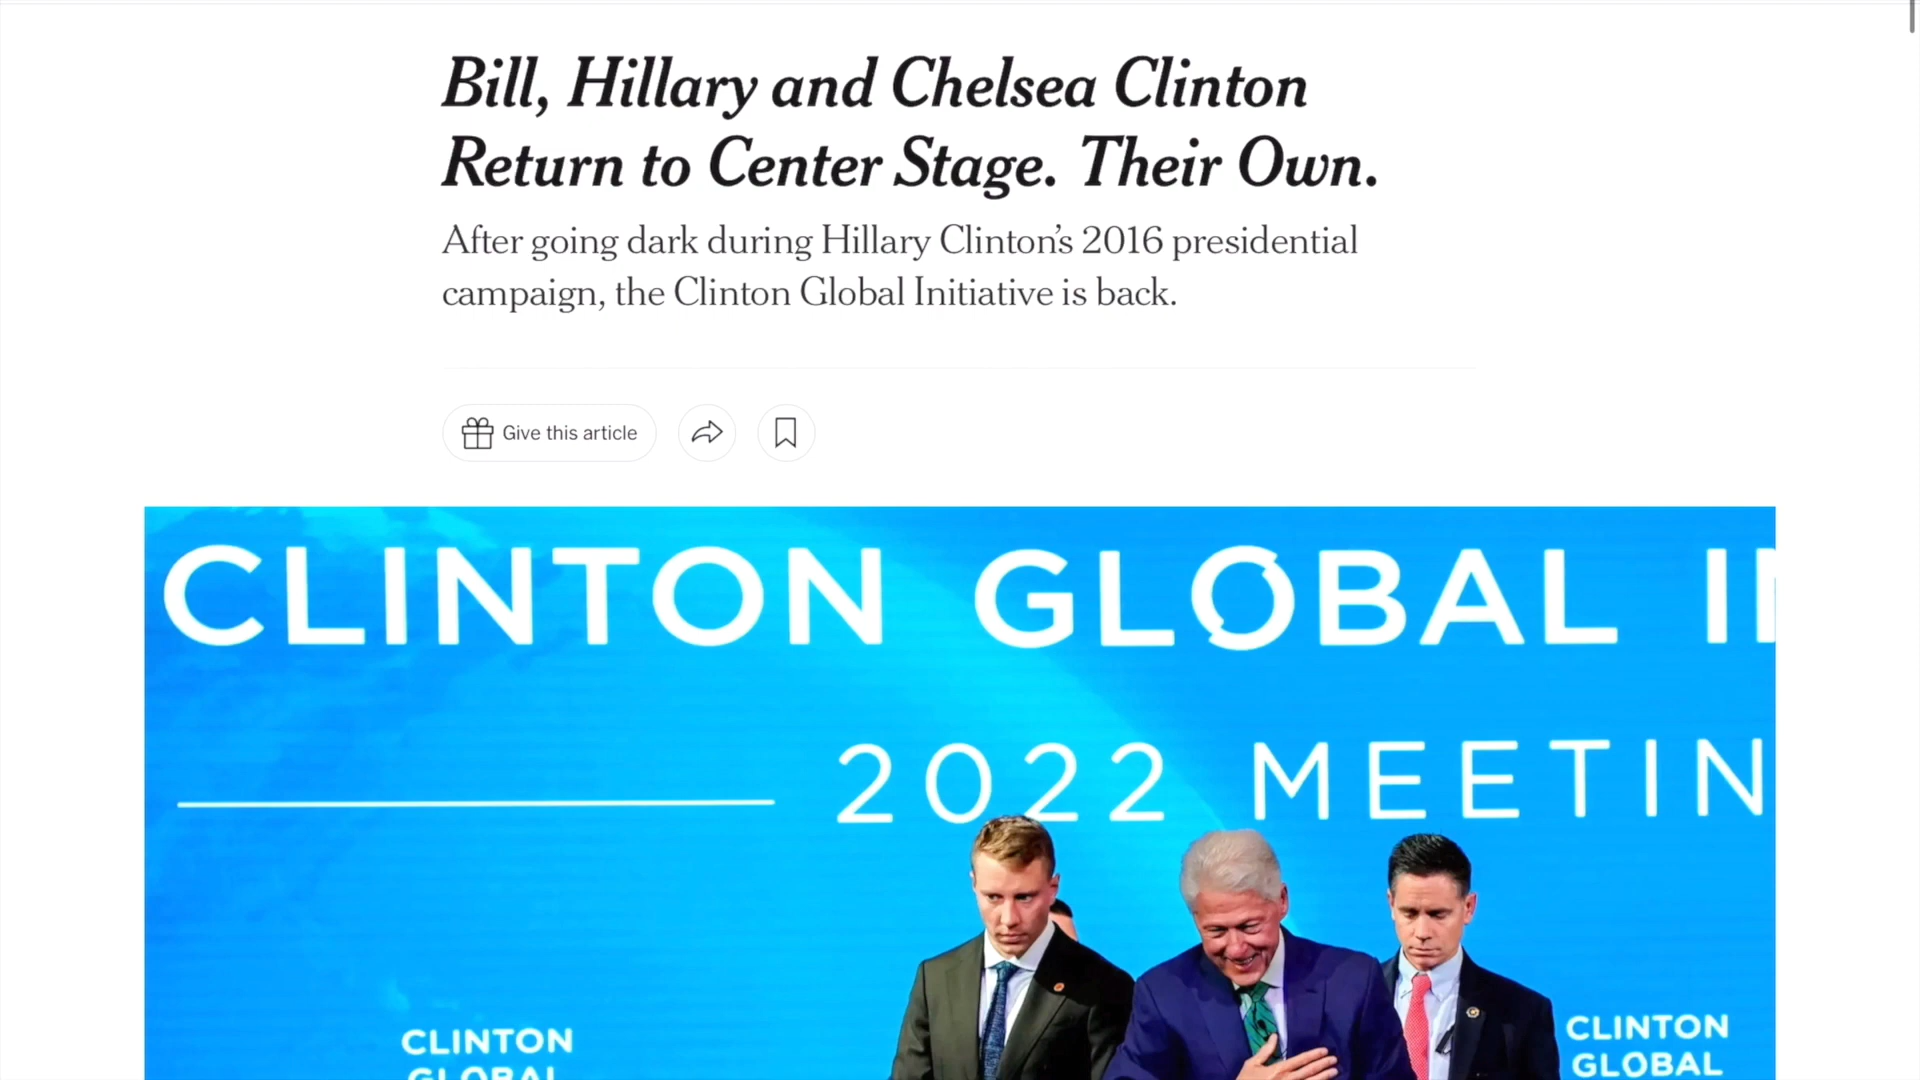 Bill, Hillary and Chelsea Clinton
Return to Center Stage. Their Own.
After going dark during Hillary Clinton's 2016 presidential
campaign, the Clinton Global Initiative is back.
Give this article
CLINTON GLOBAL
2022 MEETIN
CLINTON
GLOBAL
CLINTON
GLOBAL